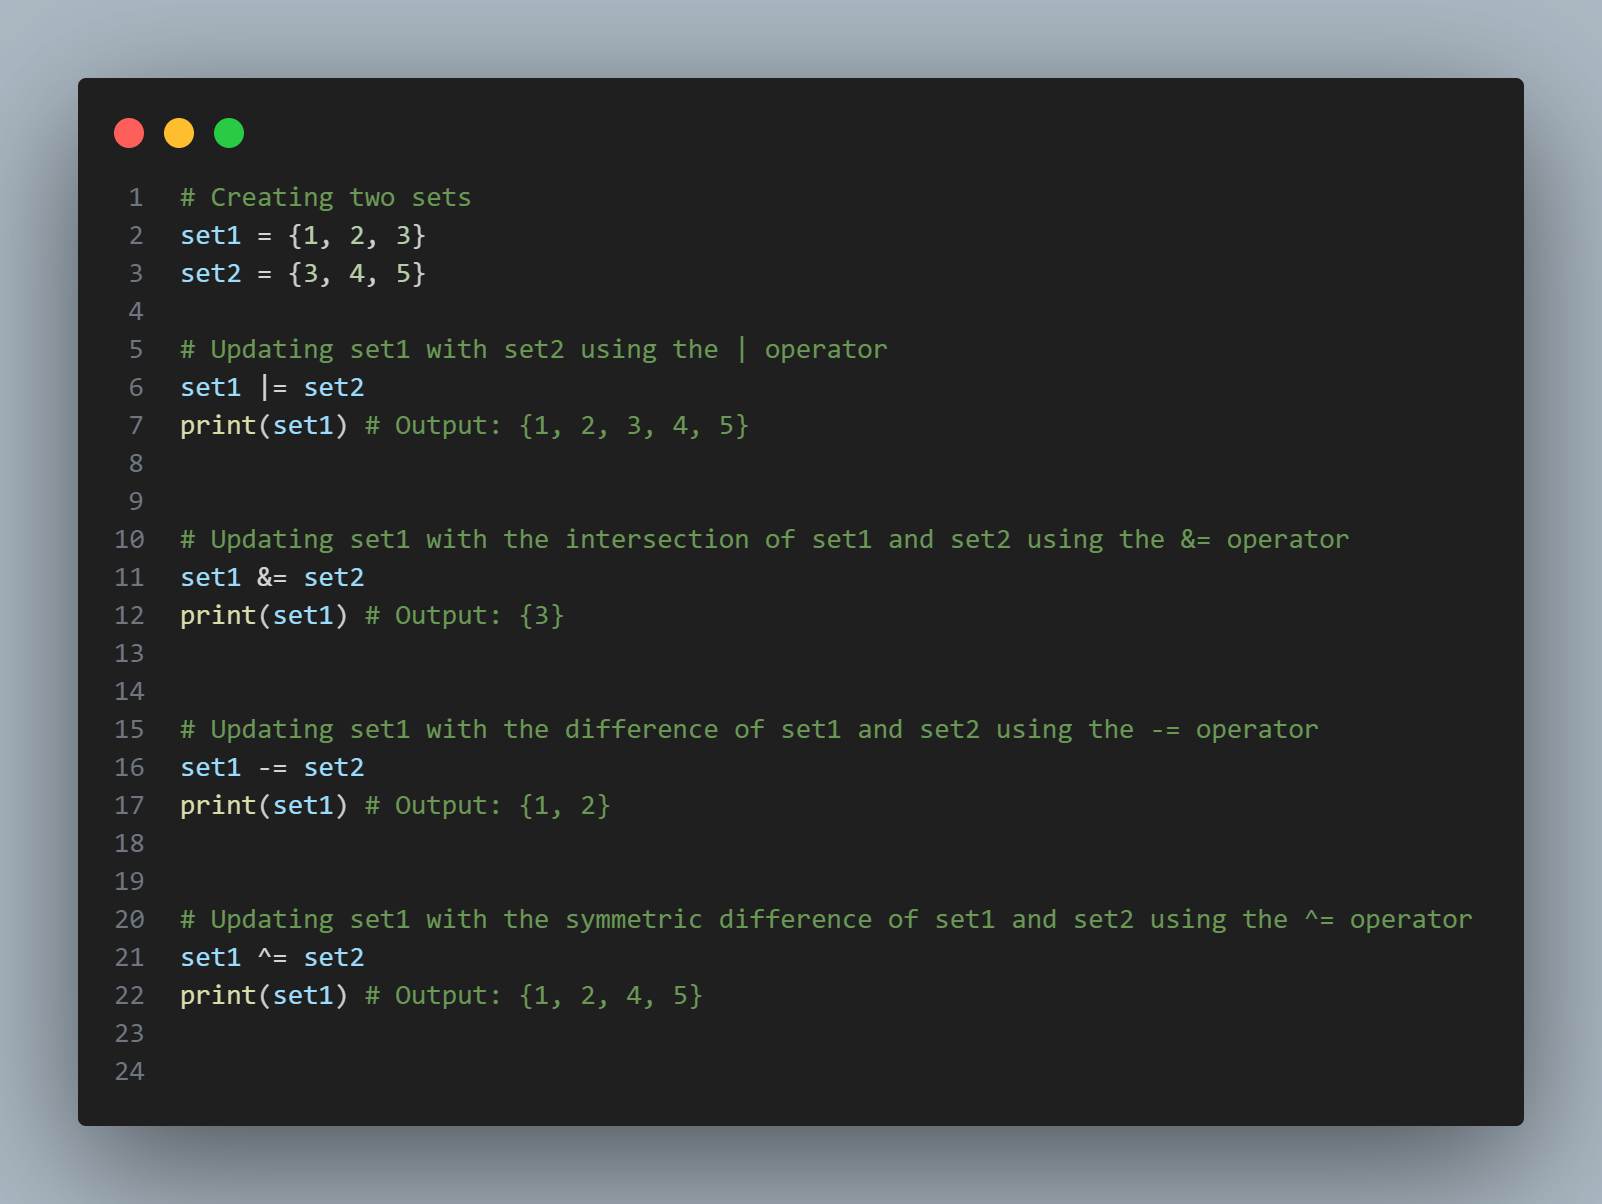 1 # Creating two sets
2 set1 = {1, 2, 3}
3 set2 = {3, 4, 5}
4
5 # Updating set1 with set2 using the | operator
6 set1 |= set2
7 print(set1) # Output: {1, 2, 3, 4, 5}
8
9
10 # Updating set1 with the intersection of set1 and set2 using the &= operator
11 set1 &= set2
12 print(set1) # Output: {3}
13
14
15 # Updating set1 with the difference of set1 and set2 using the -= operator
16 set1 -= set2
17 print(set1) # Output: {1, 2}
18
19
20 # Updating set1 with the symmetric difference of set1 and set2 using the ^= operator
21 set1 ^= set2
22 print(set1) # Output: {1, 2, 4, 5}
23
24